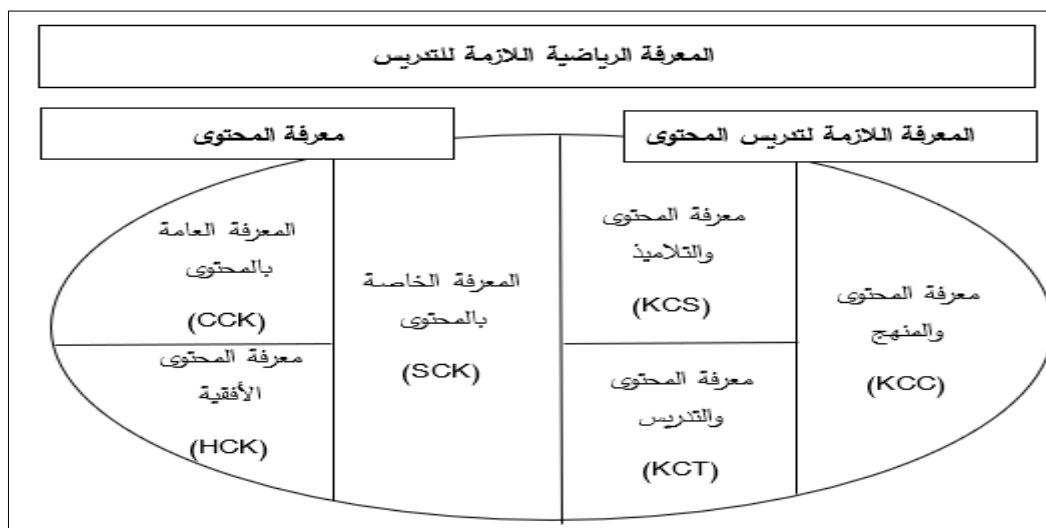 المعرفة الرياضية اللازمة للتدريس
المعرفة اللازمة لتدريس المحتوى
معرفة المحتوى
معرفة المحتوى
والمنهج
(KCC)
معرفة المحتوى
والتلاميذ
(KCS)
معرفة المحتوى
والتدريس
(KCT)
المعرفة الخاصة
بالمحتوى
(SCK)
المعرفة العامة
بالمحتوى
(CCK)
معرفة المحتوى
الأفقية
(HCK)